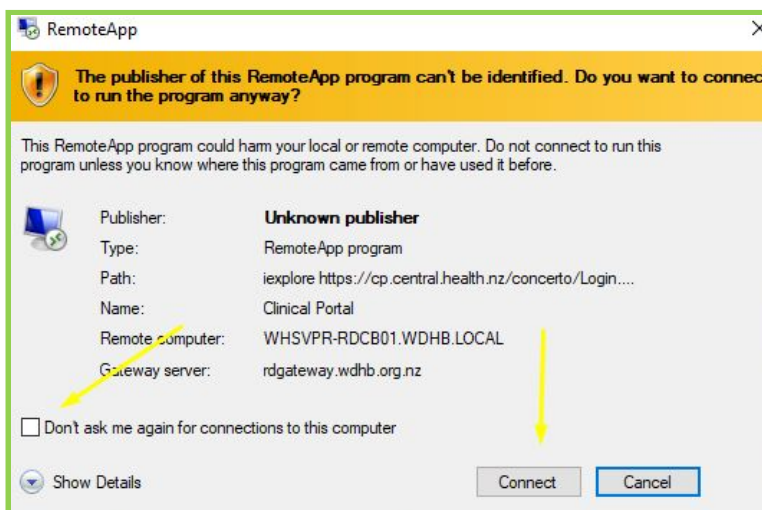 RemoteApp
The publisher of this RemoteApp program can't be identified. Do you want to connec
to run the program anyway?
This RemoteApp program could harm your local or remote computer. Do not connect to run this
program unless you know where this program came from or have used it before.
Publisher: Unknown publisher
Type: RemoteApp program
Path: iexplore https://cp.central.health.nz/concerto/Login....
Name: Clinical Portal
Remote computer: WHSVPR-RDCB01.WDHB.LOCAL
Gateway server: rdgateway.wdhb.org.nz
Don't ask me again for connections to this computer
Show Details Connect Cancel